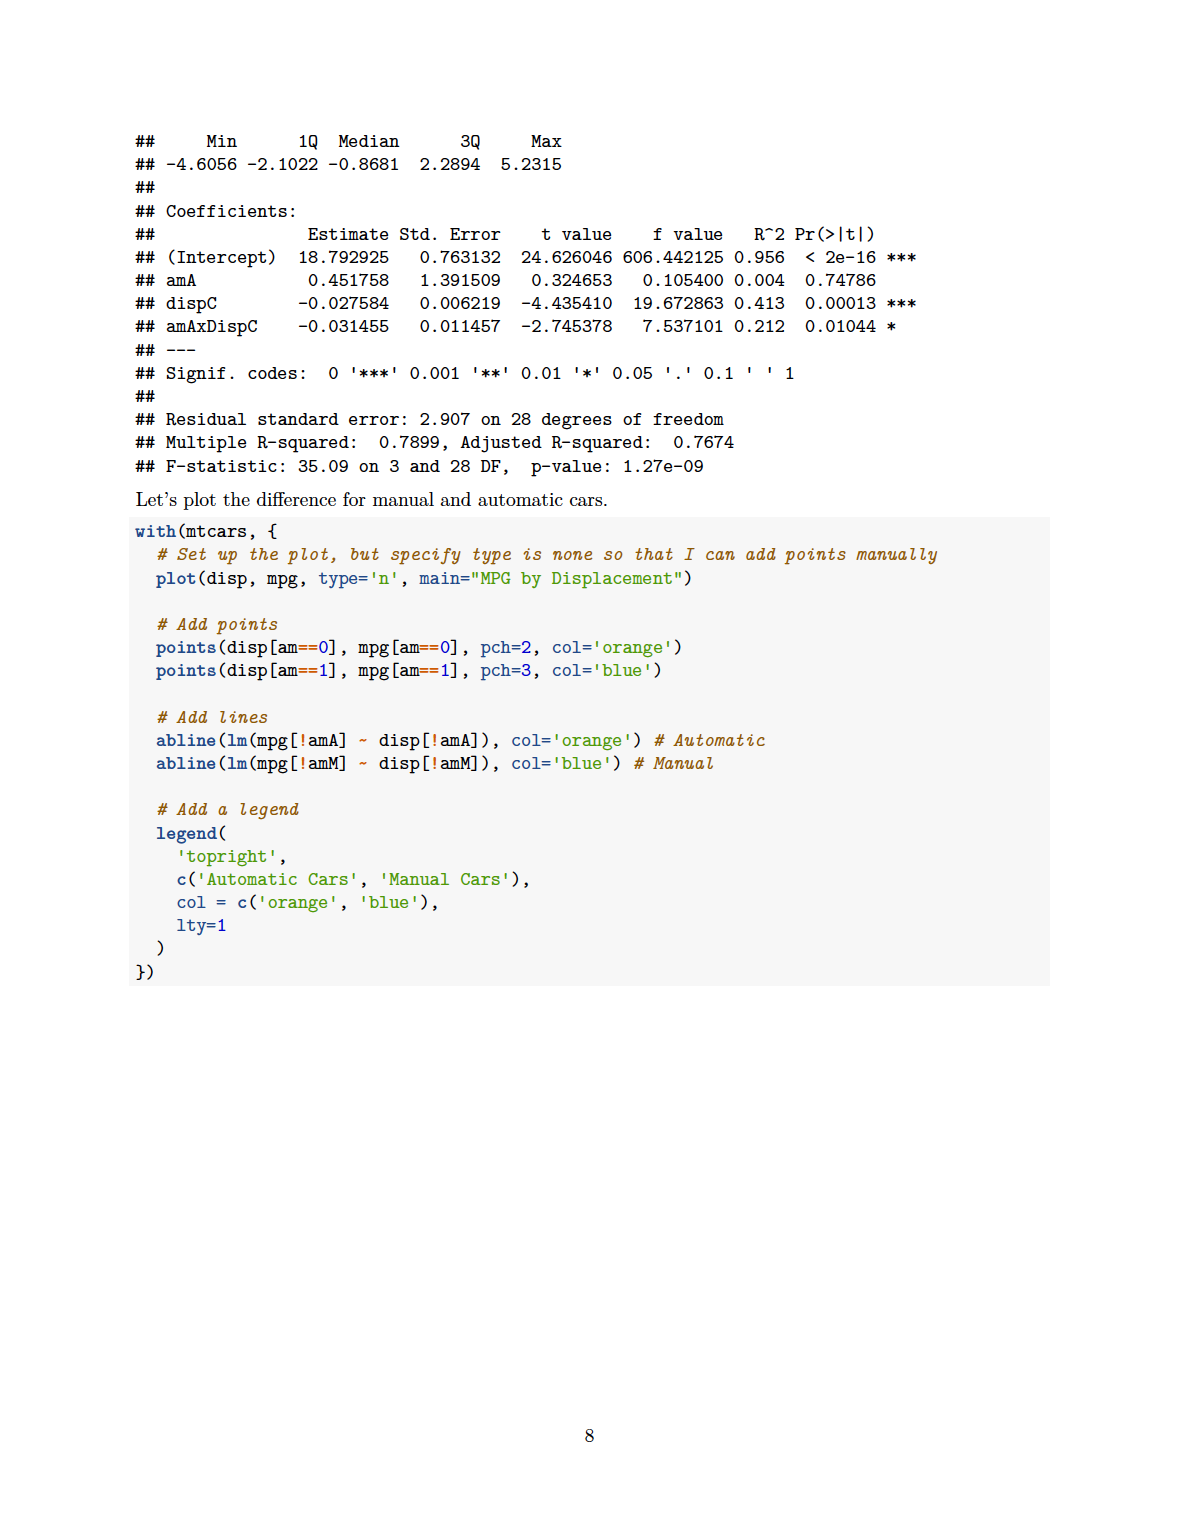 ##     Min      1Q  Median      3Q     Max
## -4.6056 -2.1022 -0.8681  2.2894  5.2315
##
## Coefficients:
##               Estimate Std. Error    t value    f value   R^2 Pr(>|t|)
## (Intercept)  18.792925   0.763132  24.626046 606.442125 0.956  < 2e-16 ***
## amA           0.451758   1.391509   0.324653   0.105400 0.004  0.74786
## dispC        -0.027584   0.006219  -4.435410  19.672863 0.413  0.00013 ***
## amAxDispC    -0.031455   0.011457  -2.745378   7.537101 0.212  0.01044 *
## ---
## Signif. codes:  0 '***' 0.001 '**' 0.01 '*' 0.05 '.' 0.1 ' ' 1
##
## Residual standard error: 2.907 on 28 degrees of freedom
## Multiple R-squared:  0.7899, Adjusted R-squared:  0.7674
## F-statistic: 35.09 on 3 and 28 DF,  p-value: 1.27e-09
Let's plot the difference for manual and automatic cars.
with(mtcars, {
  # Set up the plot, but specify type is none so that I can add points manually
  plot(disp, mpg, type='n', main="MPG by Displacement")
  # Add points
  points(disp[am==0], mpg[am==0], pch=2, col='orange')
  points(disp[am==1], mpg[am==1], pch=3, col='blue')
  # Add lines
  abline(lm(mpg[!amA] ~ disp[!amA]), col='orange') # Automatic
  abline(lm(mpg[!amM] ~ disp[!amM]), col='blue') # Manual
  # Add a legend
  legend(
    'topright',
    c('Automatic Cars', 'Manual Cars'),
    col = c('orange', 'blue'),
    lty=1
  )
})
8